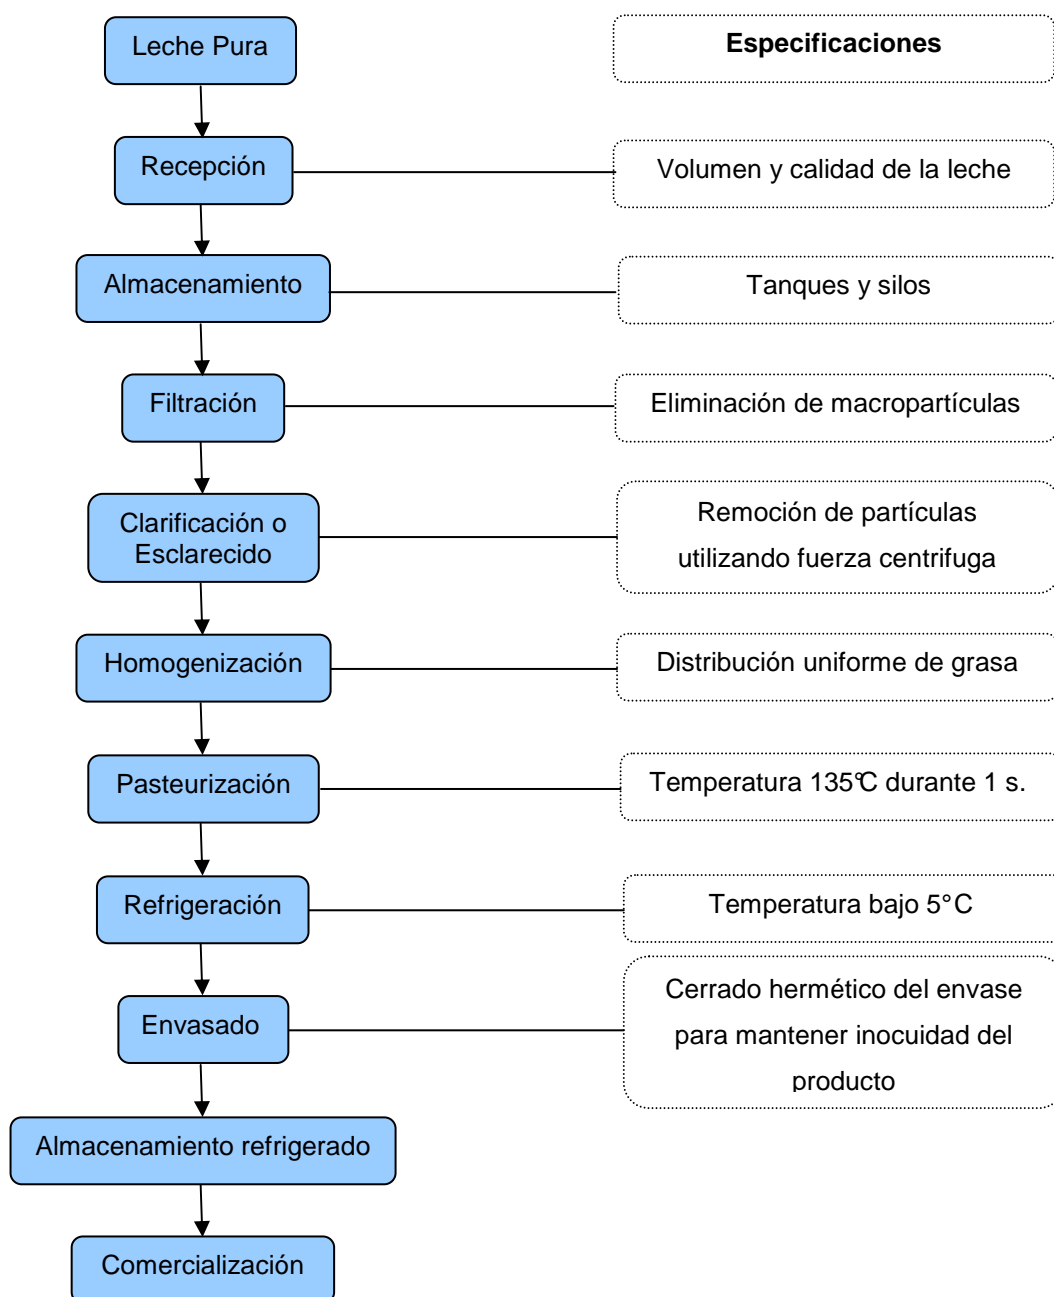 Leche Pura
Especificaciones
Recepción
Volumen y calidad de la leche
Almacenamiento
Tanques y silos
Filtración
Eliminación de macropartículas
Clarificación o
Esclarecido
Remoción de partículas
utilizando fuerza centrifuga
Homogenización
Distribución uniforme de grasa
Pasteurización
Temperatura 135°C durante 1 s.
Refrigeración
Temperatura bajo 5°C
Envasado
Cerrado hermético del envase
para mantener inocuidad del
producto
Almacenamiento refrigerado
Comercialización